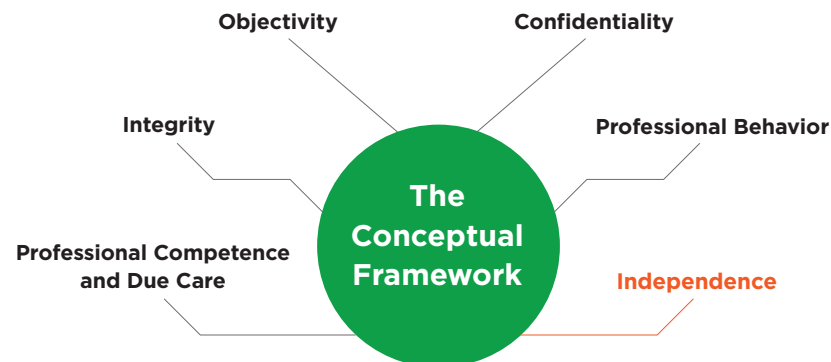 Objectivity
Confidentiality
Integrity
Professional Behavior
The
Conceptual
Framework
Professional Competence
and Due Care
Independence